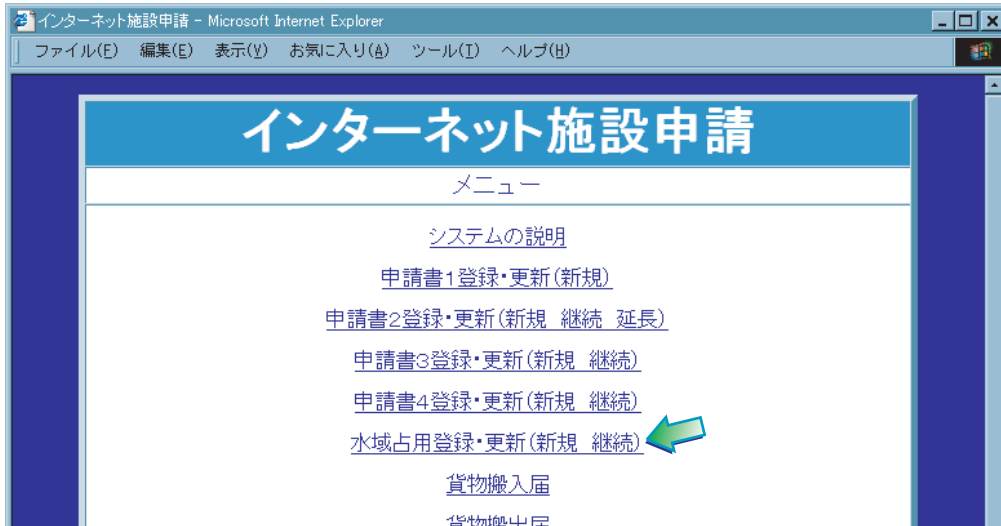 インターネット施設申請 - Microsoft Internet Explorer
ファイル(F) 編集(E) 表示(V) お気に入り(A) ツール(T) ヘルプ(H)
インターネット施設申請
メニュー
システムの説明
申請書1登録・更新(新規)
申請書2登録・更新(新規 継続 延長)
申請書3登録・更新(新規 継続)
申請書4登録・更新(新規 継続)
水域占用登録・更新(新規 継続)
貨物搬入届
貨物搬出届